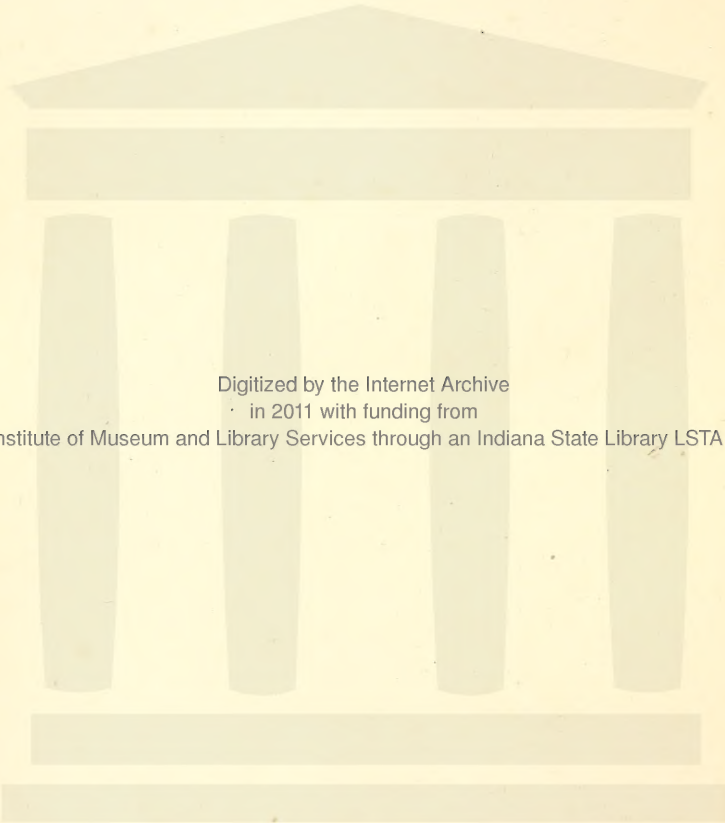 Digitized by the Internet Archive
in 2011 with funding from
nstitute of Museum and Library Services through an Indiana State Library LSTA